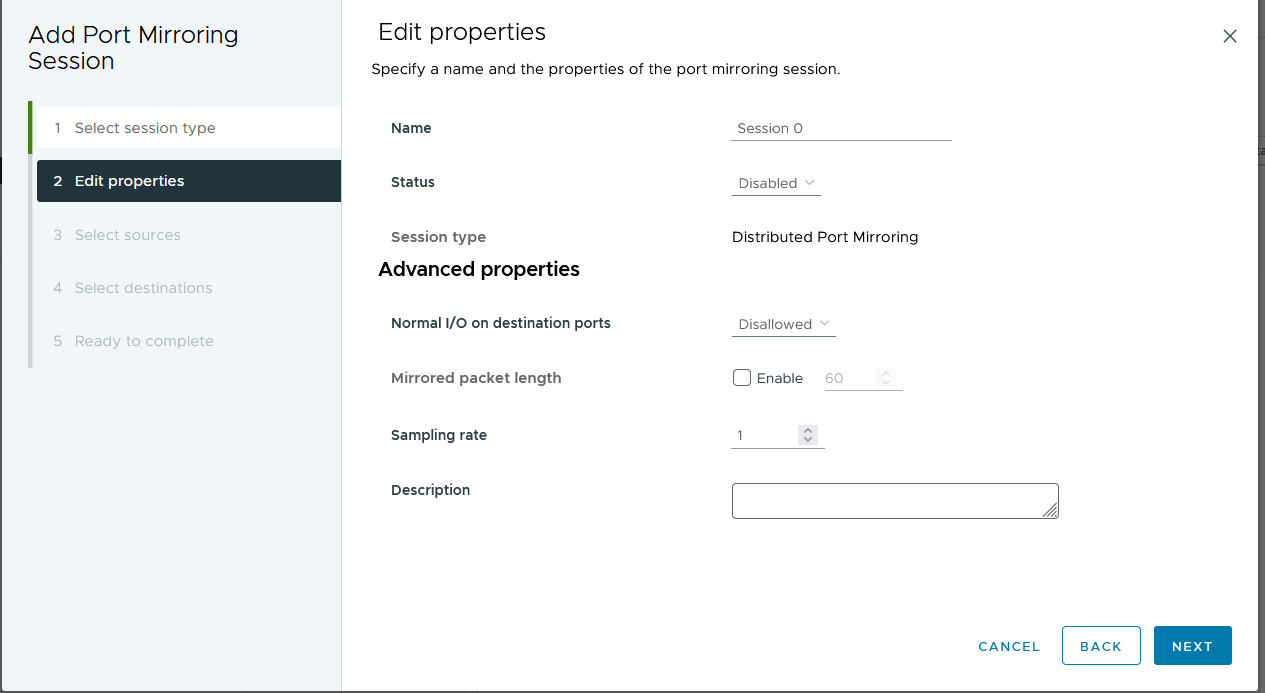 Add Port Mirroring
Session
1 Select session type
2 Edit properties
3 Select sources
4 Select destinations
5 Ready to complete
Edit properties
Specify a name and the properties of the port mirroring session.
Name Session 0
Status Disabled
Session type Distributed Port Mirroring
Advanced properties
Normal I/O on destination ports Disallowed
Mirrored packet length Enable 60
Sampling rate 1
Description
CANCEL BACK NEXT